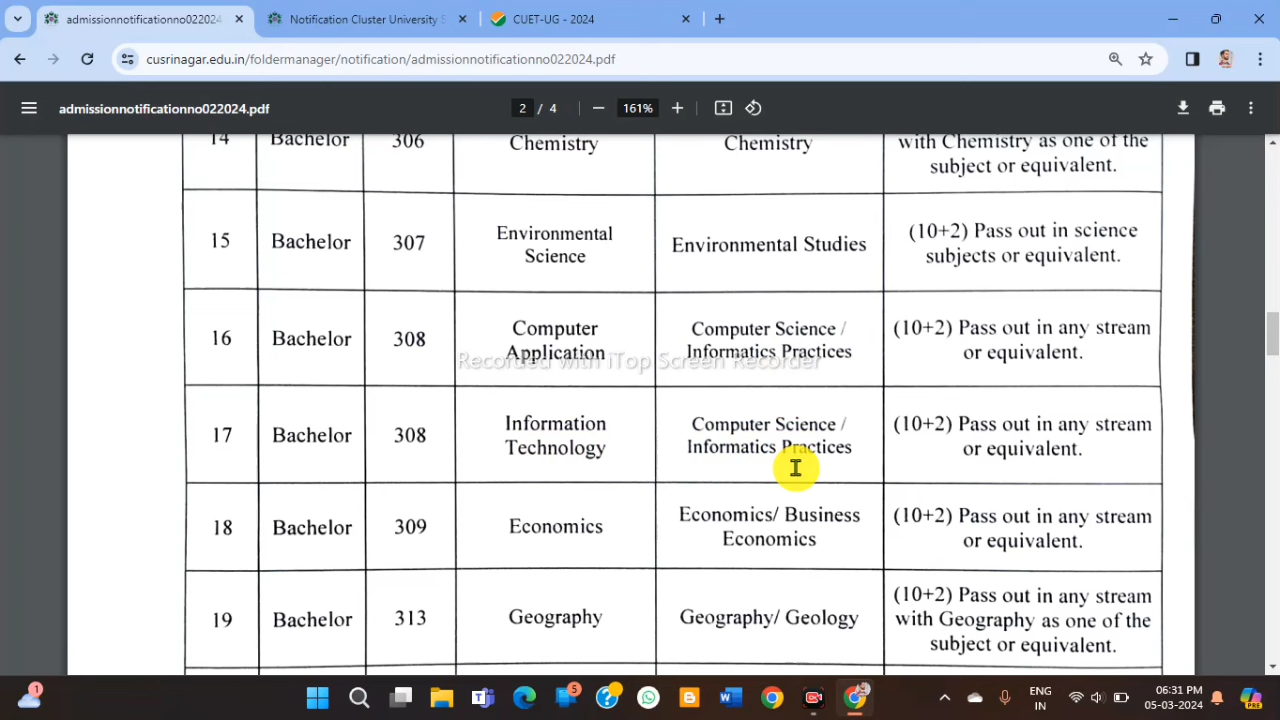 admissionnotificationno022024
Notification Cluster University S
CUET-UG - 2024
cusrinagar.edu.in/foldermanager/notification/admissionnotificationno022024.pdf
admissionnotificationno022024.pdf
2 / 4
161%
14 Bachelor 306 Chemistry Chemistry with Chemistry as one of the
subject or equivalent.
15 Bachelor 307 Environmental Environmental Studies (10+2) Pass out in science
Science subjects or equivalent.
16 Bachelor 308 Computer Computer Science / (10+2) Pass out in any stream
Application Informatics Practices or equivalent.
Recorded with iTop Screen Recorder
17 Bachelor 308 Information Computer Science / (10+2) Pass out in any stream
Technology Informatics Practices or equivalent.
18 Bachelor 309 Economics Economics/ Business (10+2) Pass out in any stream
Economics or equivalent.
19 Bachelor 313 Geography Geography/ Geology (10+2) Pass out in any stream
with Geography as one of the
subject or equivalent.
1
5
ENG
IN
06:31 PM
05-03-2024
PRE